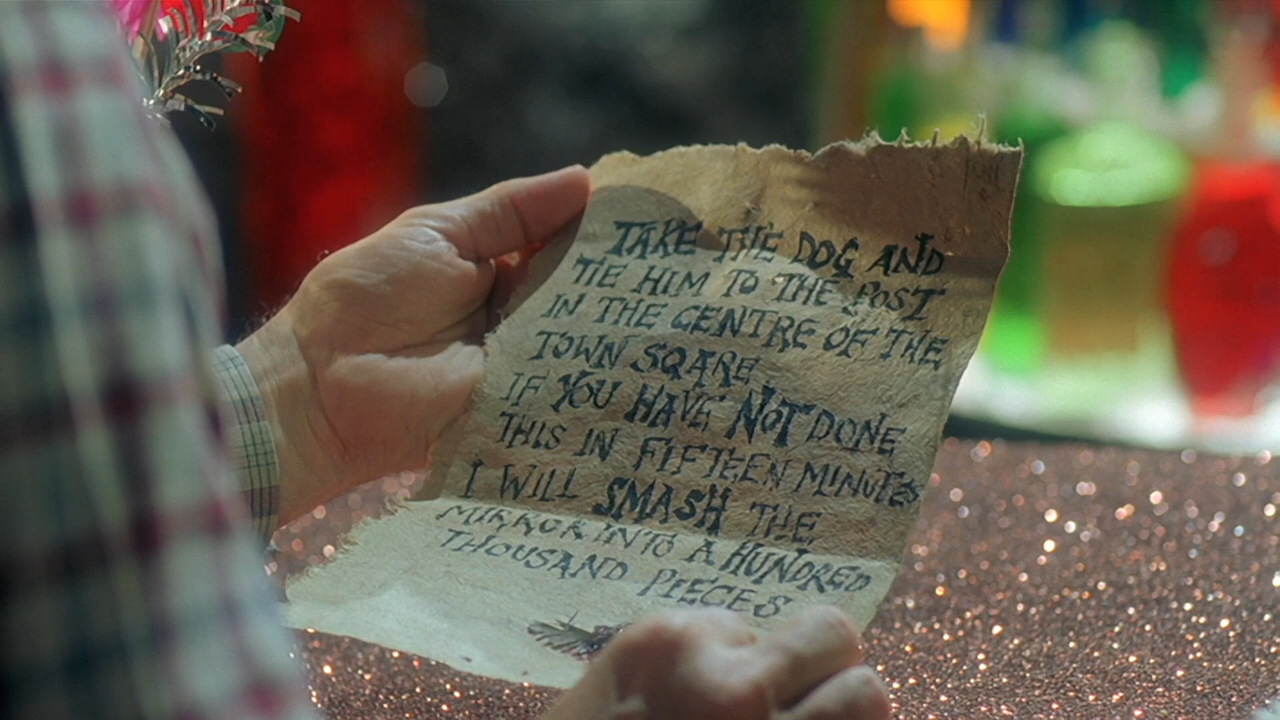 TAKE THE DOG AND
TIE HIM TO THE POST
IN THE CENTRE OF THE
TOWN SQARE
IF YOU HAVE NOT DONE
THIS IN FIFTEEN MINUTES
I WILL SMASH THE
MIRROR INTO A HUNDRED
THOUSAND PIECES